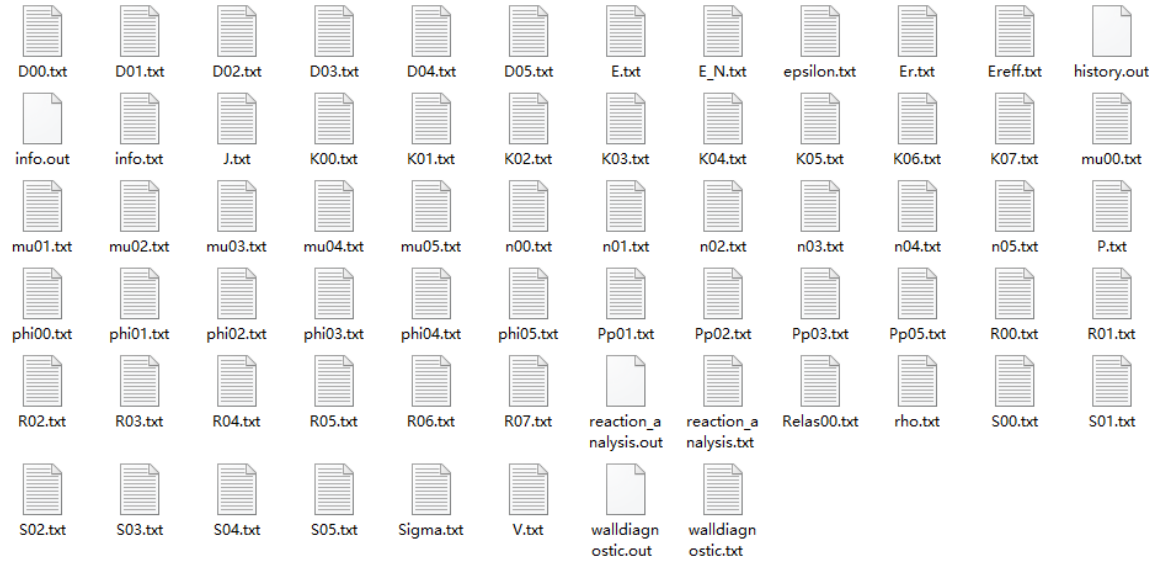 D00.txt D01.txt D02.txt D03.txt D04.txt D05.txt E.txt E_N.txt epsilon.txt Er.txt Ereff.txt history.out
info.out info.txt J.txt K00.txt K01.txt K02.txt K03.txt K04.txt K05.txt K06.txt K07.txt mu00.txt
mu01.txt mu02.txt mu03.txt mu04.txt mu05.txt n00.txt n01.txt n02.txt n03.txt n04.txt n05.txt P.txt
phi00.txt phi01.txt phi02.txt phi03.txt phi04.txt phi05.txt Pp01.txt Pp02.txt Pp03.txt Pp05.txt R00.txt R01.txt
R02.txt R03.txt R04.txt R05.txt R06.txt R07.txt reaction_a reaction_a Relas00.txt rho.txt S00.txt S01.txt
nalysis.out nalysis.txt
S02.txt S03.txt S04.txt S05.txt Sigma.txt V.txt walldiagn walldiagn
ostic.out ostic.txt